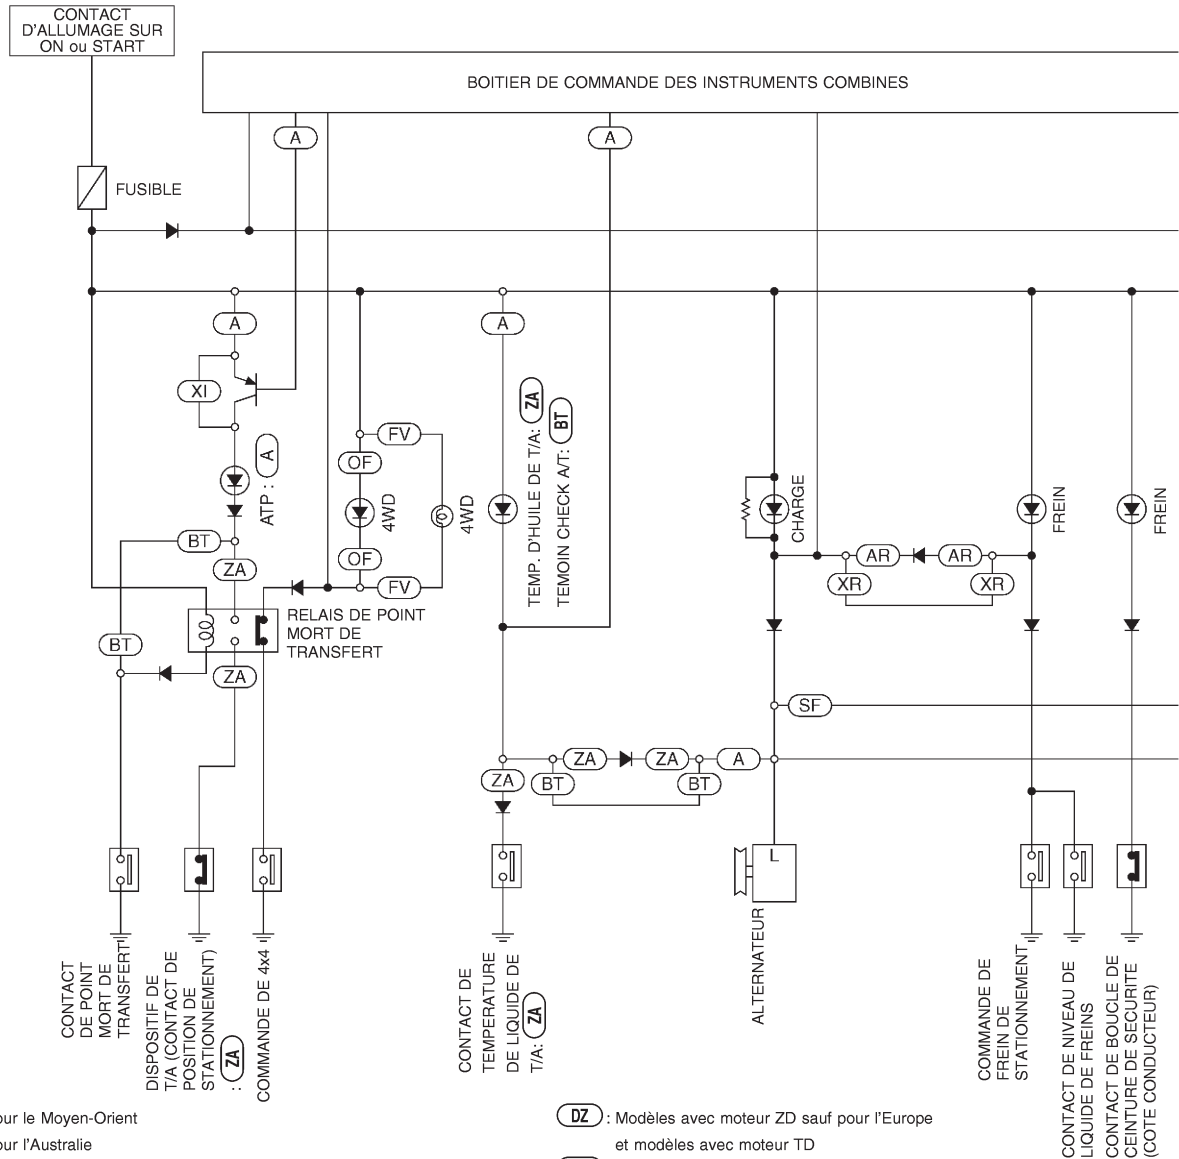 CONTACT
D'ALLUMAGE SUR
ON ou START
BOITIER DE COMMANDE DES INSTRUMENTS COMBINES
A
A
FUSIBLE
A
A
XI
ATP : A
FV
OF
4WD
4WD
OF
FV
TEMP. D'HUILE DE T/A: ZA
TEMOIN CHECK A/T: BT
CHARGE
FREIN
FREIN
AR
AR
XR
XR
BT
ZA
BT
RELAIS DE POINT
MORT DE
TRANSFERT
ZA
SF
ZA
ZA
A
ZA
BT
BT
L
CONTACT
DE POINT
MORT DE
TRANSFERT
DISPOSITIF DE
T/A (CONTACT DE
POSITION DE
STATIONNEMENT)
: ZA
COMMANDE DE 4x4
CONTACT DE
TEMPERATURE
DE LIQUIDE DE
T/A: ZA
ALTERNATEUR
COMMANDE DE
FREIN DE
STATIONNEMENT
CONTACT DE NIVEAU DE
LIQUIDE DE FREINS
CONTACT DE BOUCLE DE
CEINTURE DE SECURITE
(COTE CONDUCTEUR)
our le Moyen-Orient
our l'Australie
DZ : Modèles avec moteur ZD sauf pour l'Europe
et modèles avec moteur TD